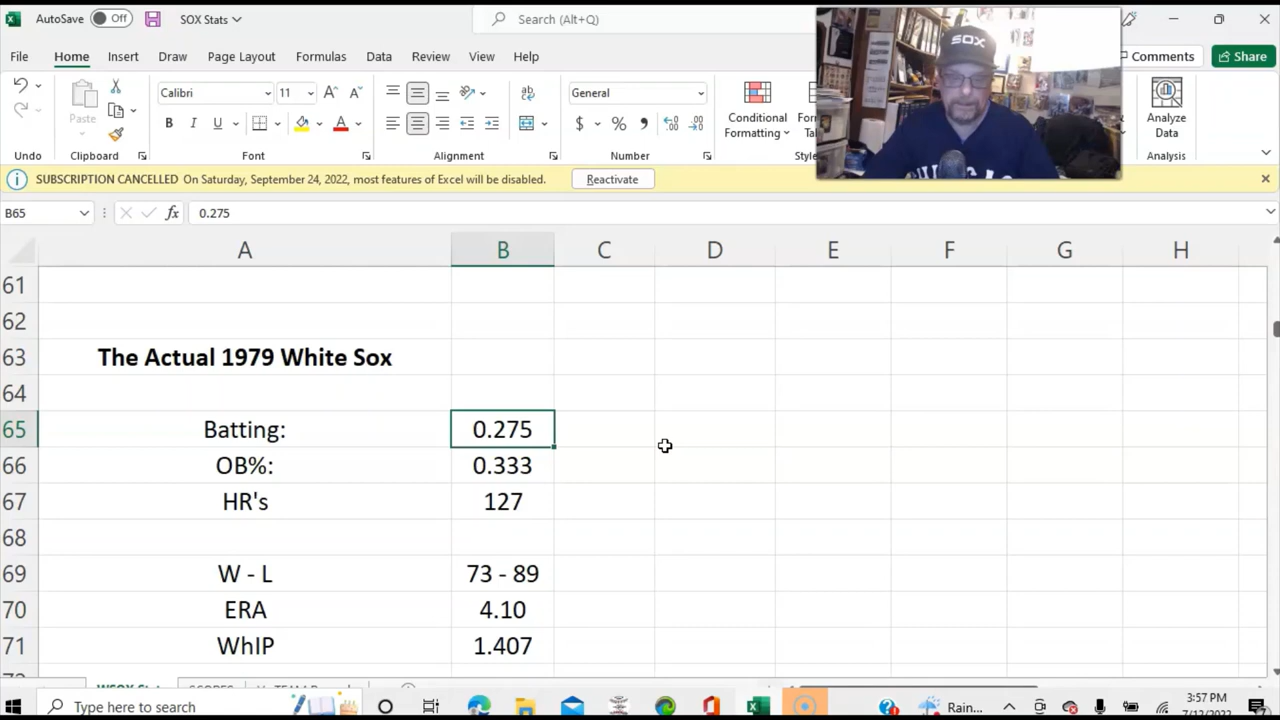 AutoSave Off SOX Stats Search (Alt+Q)
File Home Insert Draw Page Layout Formulas Data Review View Help Comments Share
Calibri 11 General
Paste
Conditional Formatting
Analyze Data
Undo Clipboard Font Alignment Number Analysis
SUBSCRIPTION CANCELLED On Saturday, September 24, 2022, most features of Excel will be disabled. Reactivate
B65 fx 0.275
A B C D E F G H
61
62
63 The Actual 1979 White Sox
64
65 Batting: 0.275
66 OB%: 0.333
67 HR's 127
68
69 W - L 73 - 89
70 ERA 4.10
71 WhIP 1.407
SOX
Type here to search Rain... 3:57 PM